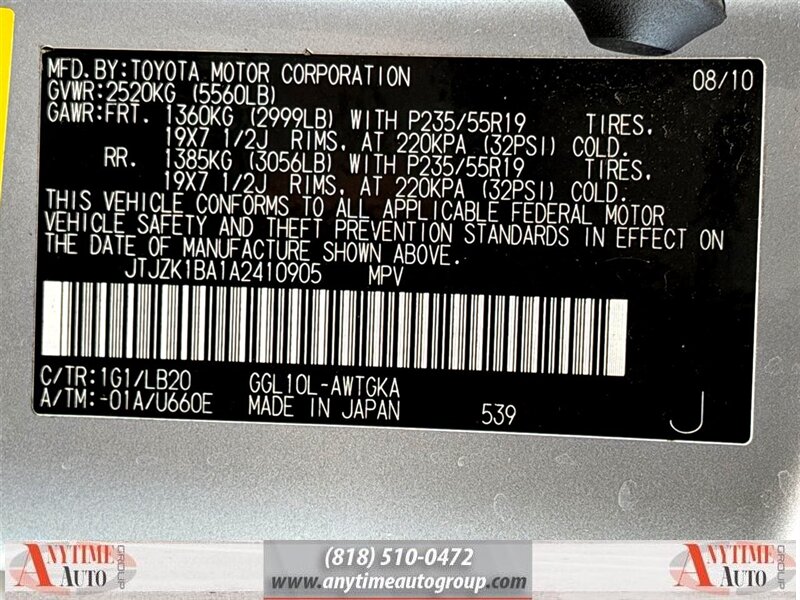 MFD.BY:TOYOTA MOTOR CORPORATION 08/10
GVWR:2520KG (5560LB)
GAWR:FRT. 1360KG (2999LB) WITH P235/55R19 TIRES,
19X7 1/2J RIMS, AT 220KPA (32PSI) COLD.
RR. 1385KG (3056LB) WITH P235/55R19 TIRES,
19X7 1/2J RIMS, AT 220KPA (32PSI) COLD.
THIS VEHICLE CONFORMS TO ALL APPLICABLE FEDERAL MOTOR
VEHICLE SAFETY AND THEFT PREVENTION STANDARDS IN EFFECT ON
THE DATE OF MANUFACTURE SHOWN ABOVE.
JTJZK1BA1A2410905 MPV
C/TR:1G1/LB20 GGL10L-AWTGKA
A/TM:-01A/U660E MADE IN JAPAN 539 J
ANYTIME AUTO GROUP
(818) 510-0472
www.anytimeautogroup.com
ANYTIME AUTO GROUP